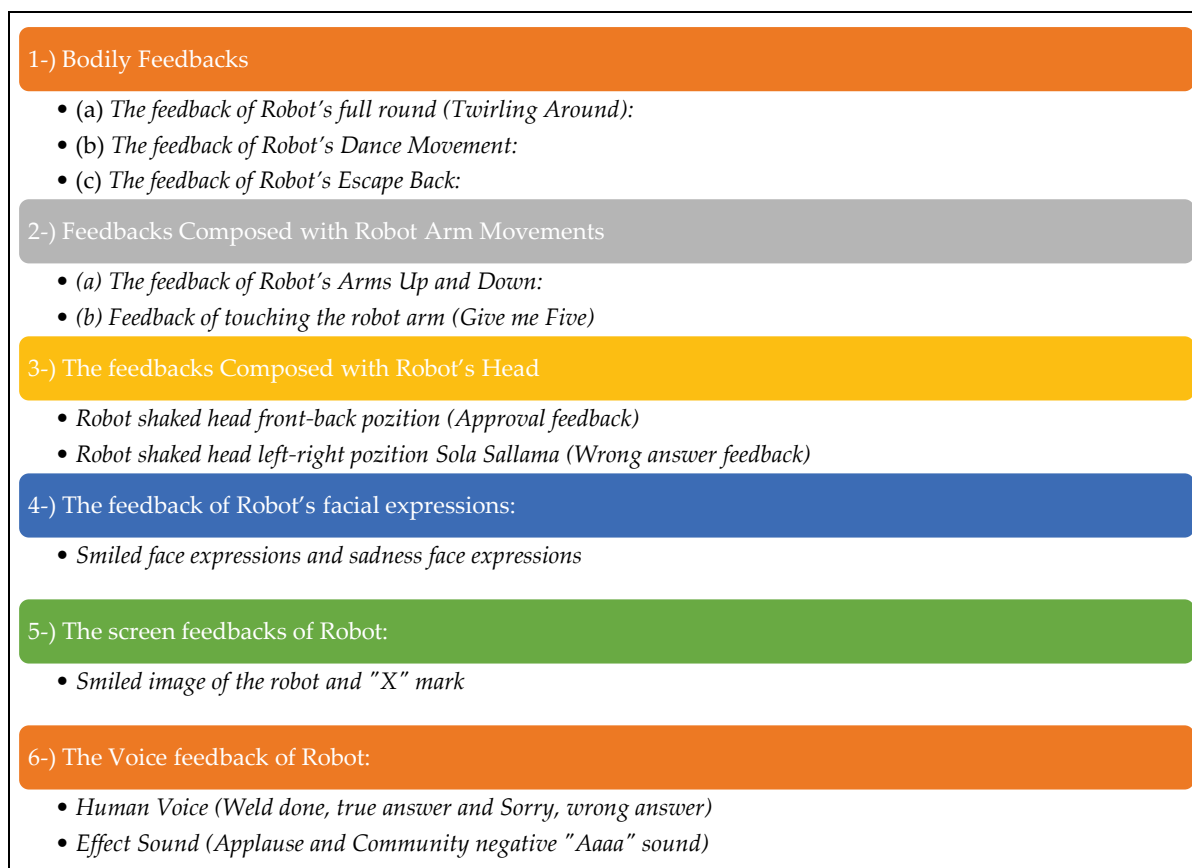 1-) Bodily Feedbacks
• (a) The feedback of Robot's full round (Twirling Around):
• (b) The feedback of Robot's Dance Movement:
• (c) The feedback of Robot's Escape Back:
2-) Feedbacks Composed with Robot Arm Movements
• (a) The feedback of Robot's Arms Up and Down:
• (b) Feedback of touching the robot arm (Give me Five)
3-) The feedbacks Composed with Robot's Head
• Robot shaked head front-back pozition (Approval feedback)
• Robot shaked head left-right pozition Sola Sallama (Wrong answer feedback)
4-) The feedback of Robot's facial expressions:
• Smiled face expressions and sadness face expressions
5-) The screen feedbacks of Robot:
• Smiled image of the robot and "X" mark
6-) The Voice feedback of Robot:
• Human Voice (Weld done, true answer and Sorry, wrong answer)
• Effect Sound (Applause and Community negative "Aaaa" sound)